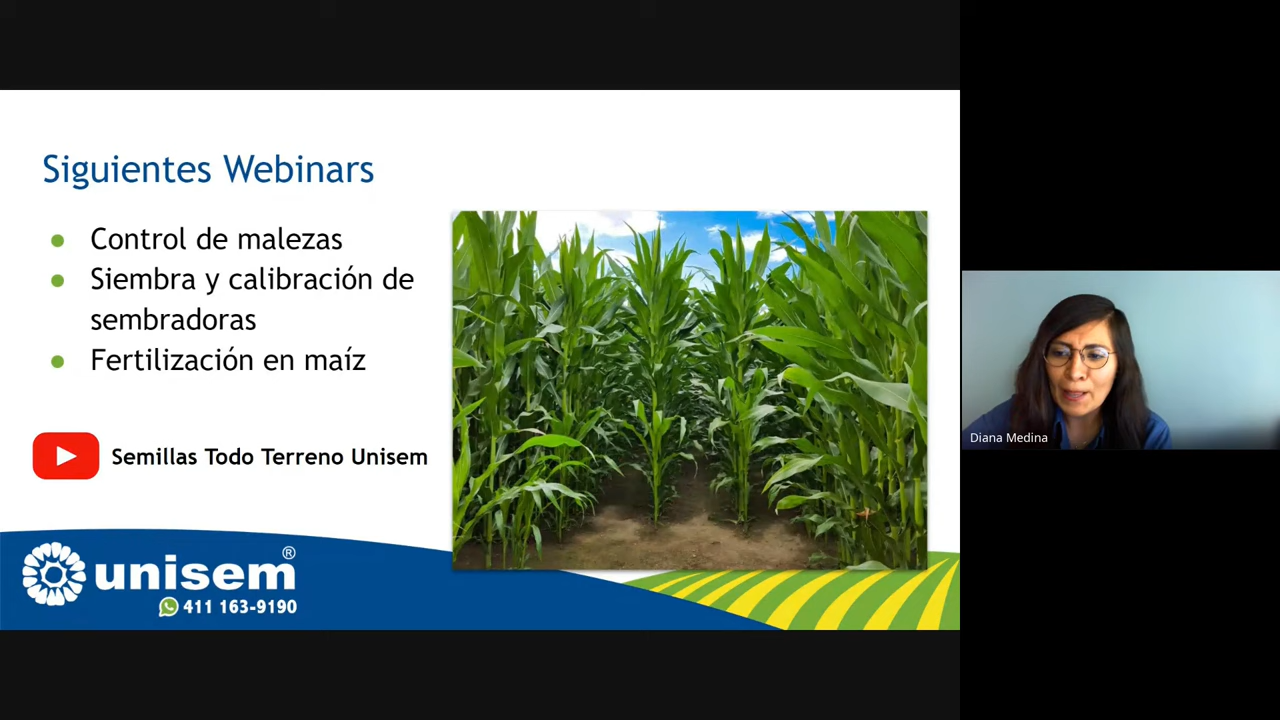 Siguientes Webinars
Control de malezas
Siembra y calibración de
sembradoras
Fertilización en maíz
Semillas Todo Terreno Unisem
unisem®
411 163-9190
Diana Medina